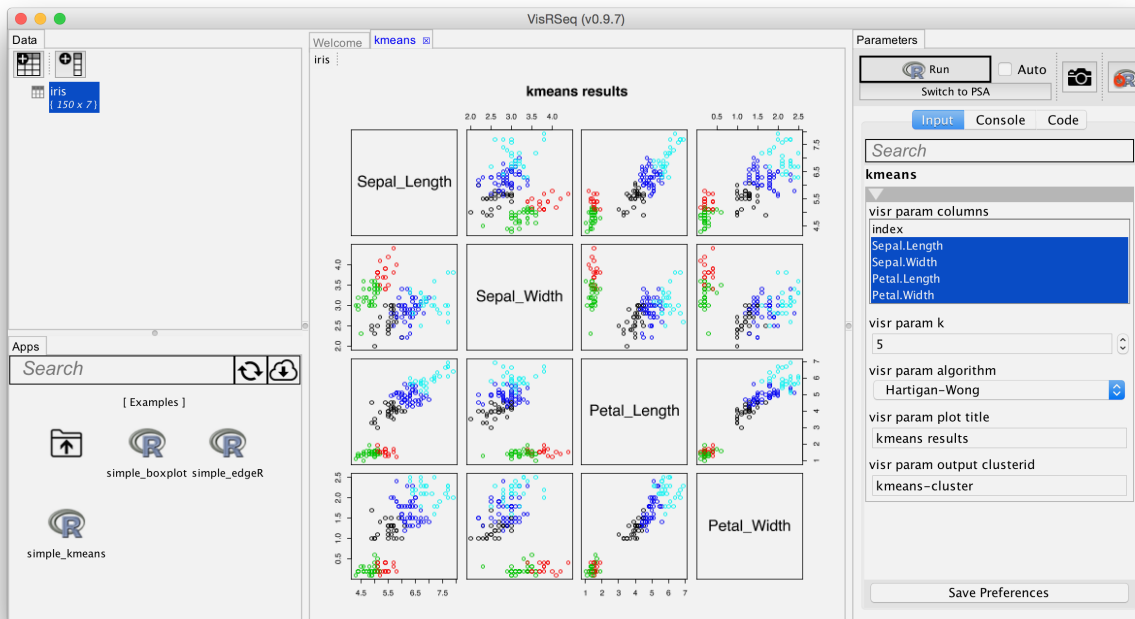 VisRSeq (v0.9.7)
Data
iris
{ 150 x 7 }
Apps
Search
[ Examples ]
simple_boxplot simple_edgeR
simple_kmeans
Welcome kmeans
iris
kmeans results
2.0 2.5 3.0 3.5 4.0
0.5 1.0 1.5 2.0 2.5
Sepal_Length
4.5 5.5 6.5 7.5
2.0 2.5 3.0 3.5 4.0
Sepal_Width
Petal_Length
1 2 3 4 5 6 7
0.5 1.0 1.5 2.0 2.5
Petal_Width
4.5 5.5 6.5 7.5
1 2 3 4 5 6 7
Parameters
R Run
Auto
Switch to PSA
Input Console Code
Search
kmeans
visr param columns
index
Sepal.Length
Sepal.Width
Petal.Length
Petal.Width
visr param k
5
visr param algorithm
Hartigan-Wong
visr param plot title
kmeans results
visr param output clusterid
kmeans-cluster
Save Preferences